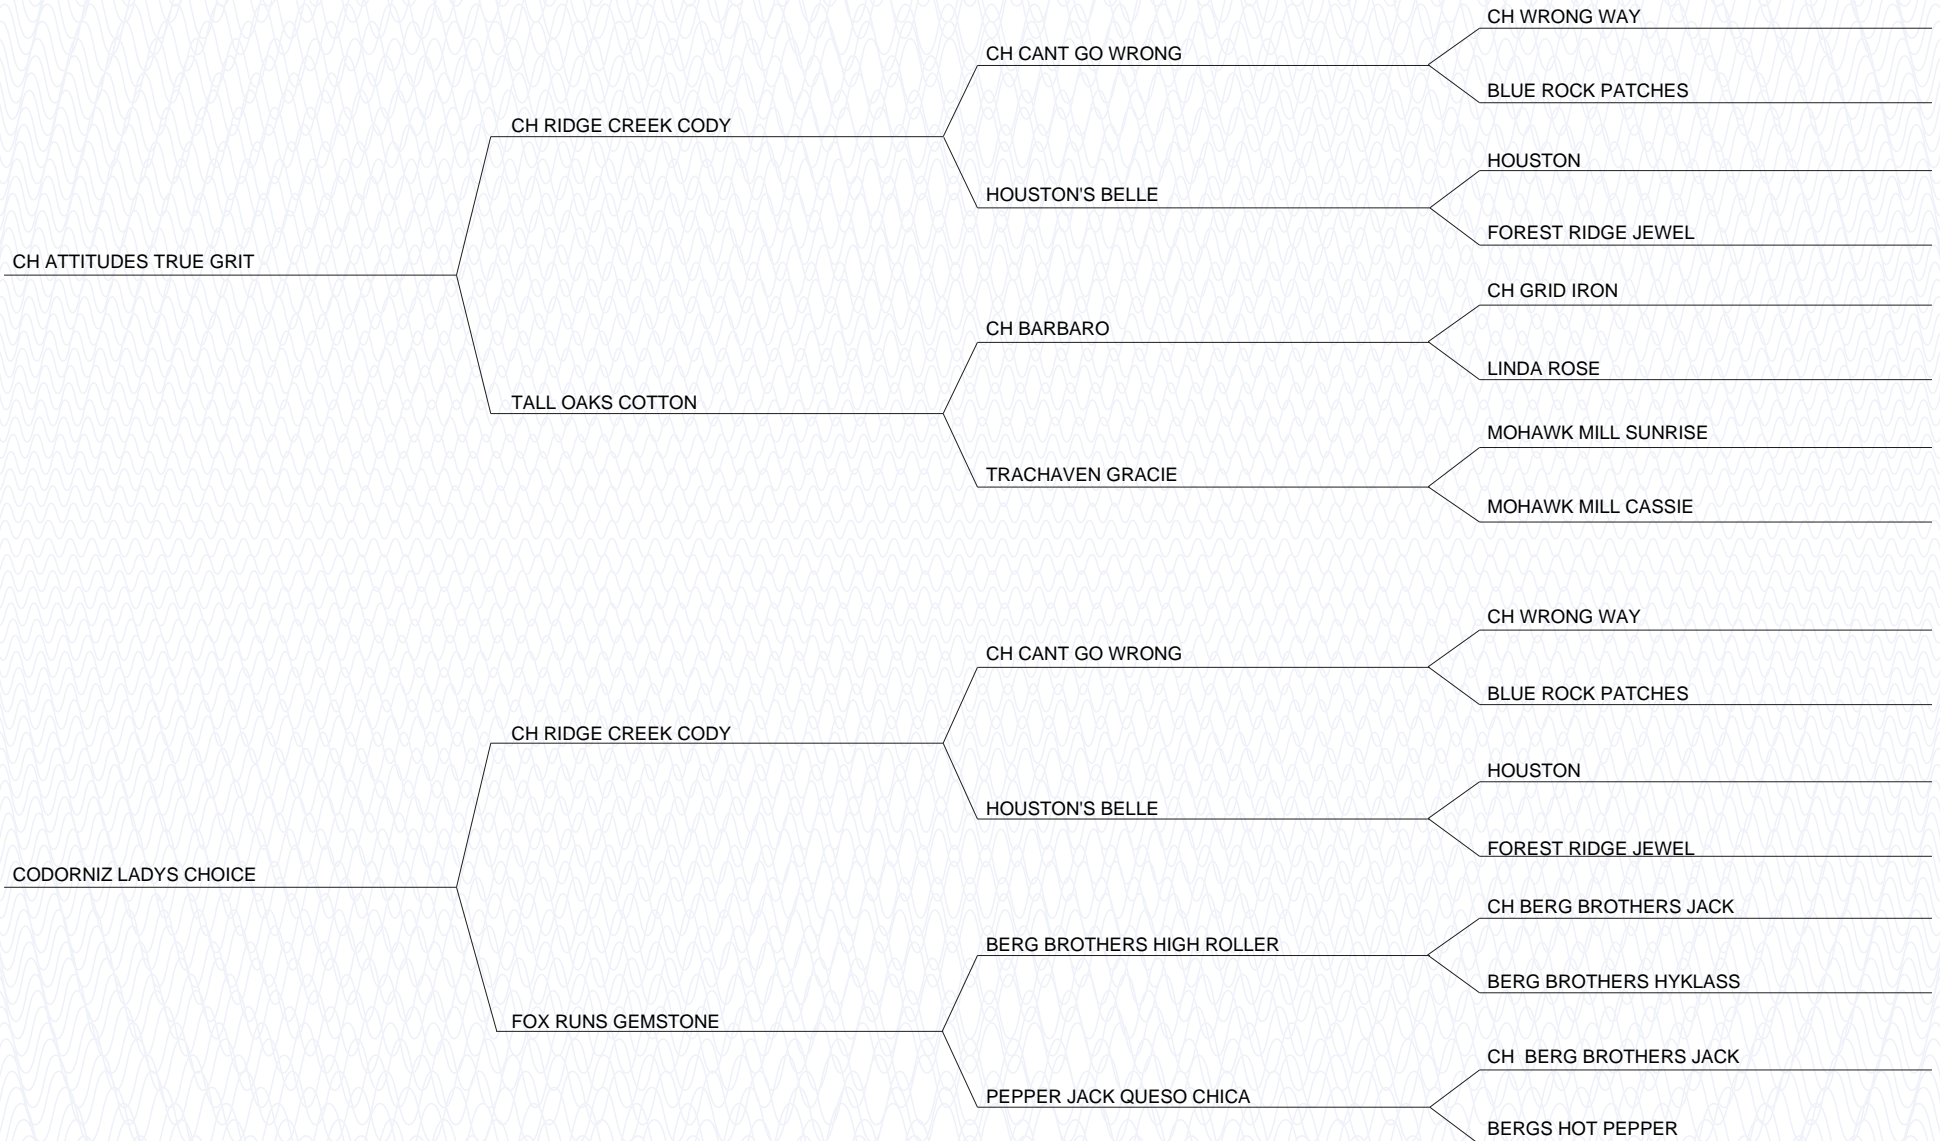 CH WRONG WAY
CH CANT GO WRONG
BLUE ROCK PATCHES
CH RIDGE CREEK CODY
HOUSTON
HOUSTON'S BELLE
FOREST RIDGE JEWEL
CH ATTITUDES TRUE GRIT
CH GRID IRON
CH BARBARO
LINDA ROSE
TALL OAKS COTTON
MOHAWK MILL SUNRISE
TRACHAVEN GRACIE
MOHAWK MILL CASSIE
CH WRONG WAY
CH CANT GO WRONG
BLUE ROCK PATCHES
CH RIDGE CREEK CODY
HOUSTON
HOUSTON'S BELLE
FOREST RIDGE JEWEL
CODORNIZ LADYS CHOICE
CH BERG BROTHERS JACK
BERG BROTHERS HIGH ROLLER
BERG BROTHERS HYKLASS
FOX RUNS GEMSTONE
CH  BERG BROTHERS JACK
PEPPER JACK QUESO CHICA
BERGS HOT PEPPER